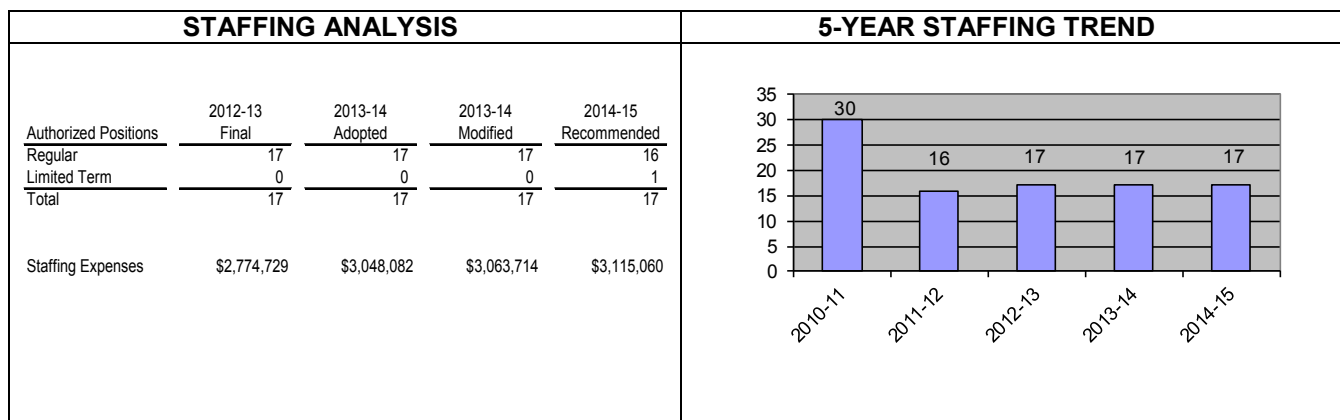 STAFFING ANALYSIS
2012-13 2013-14 2013-14 2014-15
Authorized Positions Final Adopted Modified Recommended
Regular 17 17 17 16
Limited Term 0 0 0 1
Total 17 17 17 17
Staffing Expenses $2,774,729 $3,048,082 $3,063,714 $3,115,060
5-YEAR STAFFING TREND
35
30
25
20
15
10
5
0
30 16 17 17 17
2010-11 2011-12 2012-13 2013-14 2014-15